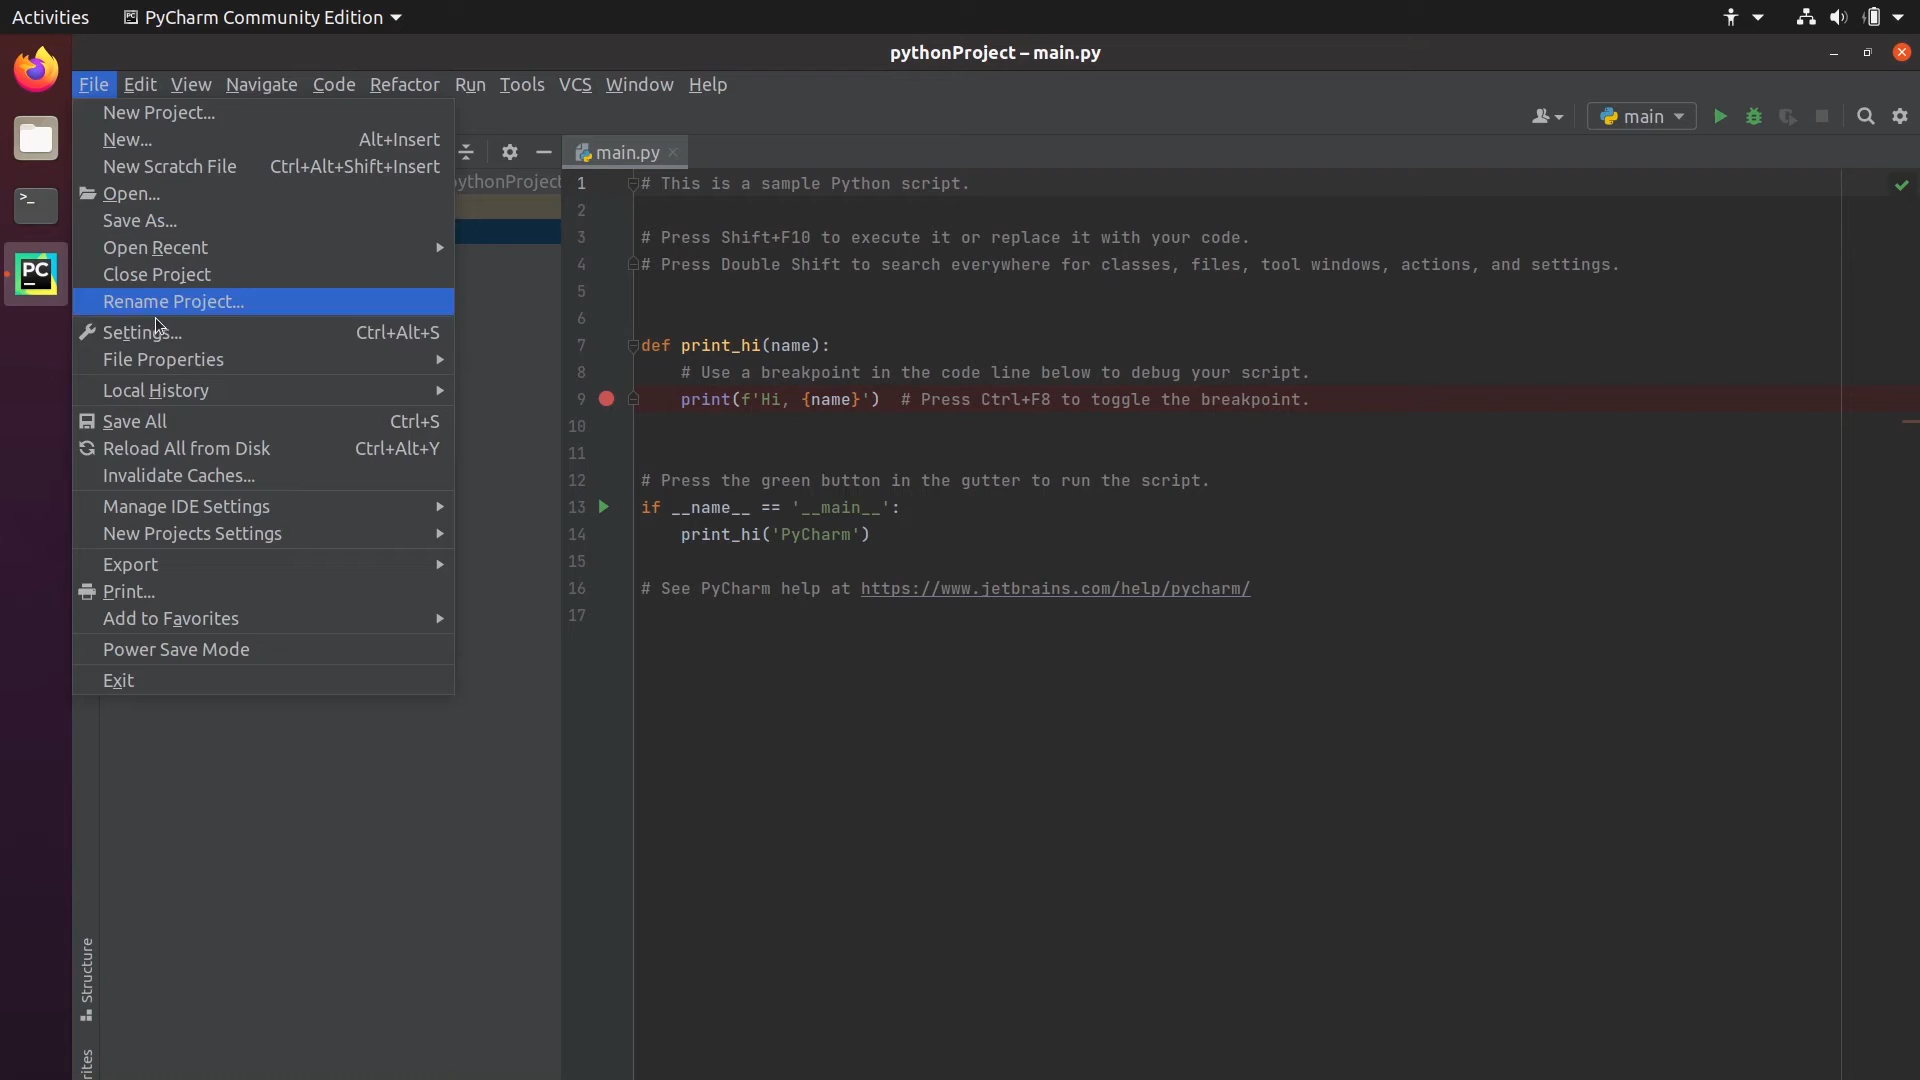 Activities PyCharm Community Edition
pythonProject – main.py
File Edit View Navigate Code Refactor Run Tools VCS Window Help
main
New Project...
New... Alt+Insert
New Scratch File Ctrl+Alt+Shift+Insert
Open...
Save As...
Open Recent
Close Project
Rename Project...
Settings... Ctrl+Alt+S
File Properties
Local History
Save All Ctrl+S
Reload All from Disk Ctrl+Alt+Y
Invalidate Caches...
Manage IDE Settings
New Projects Settings
Export
Print...
Add to Favorites
Power Save Mode
Exit
PC
>_
ythonProject
Structure
rites
main.py
1 # This is a sample Python script.
2
3 # Press Shift+F10 to execute it or replace it with your code.
4 # Press Double Shift to search everywhere for classes, files, tool windows, actions, and settings.
5
6
7 def print_hi(name):
8 # Use a breakpoint in the code line below to debug your script.
9 print(f'Hi, {name}') # Press Ctrl+F8 to toggle the breakpoint.
10
11
12 # Press the green button in the gutter to run the script.
13 if __name__ == '__main__':
14 print_hi('PyCharm')
15
16 # See PyCharm help at https://www.jetbrains.com/help/pycharm/
17